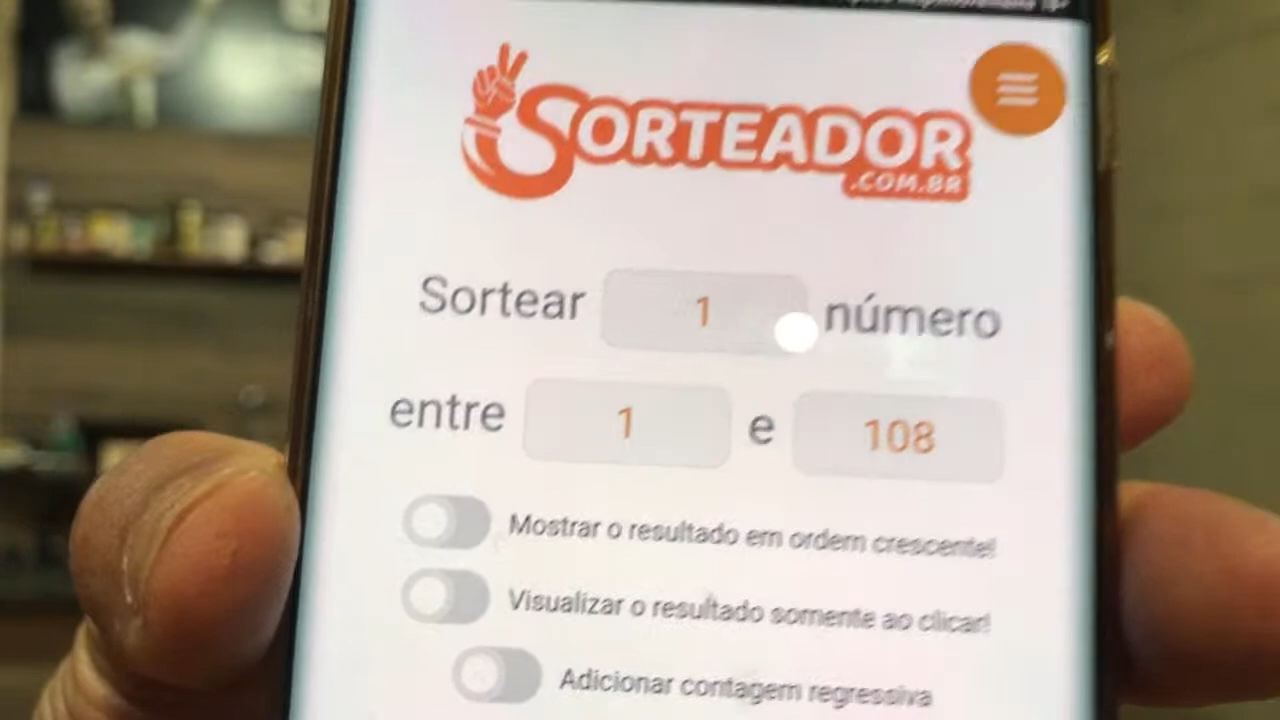 SORTEADOR
.COM.BR
Sortear 1 número
entre 1 e 108
Mostrar o resultado em ordem crescente!
Visualizar o resultado somente ao clicar!
Adicionar contagem regressiva